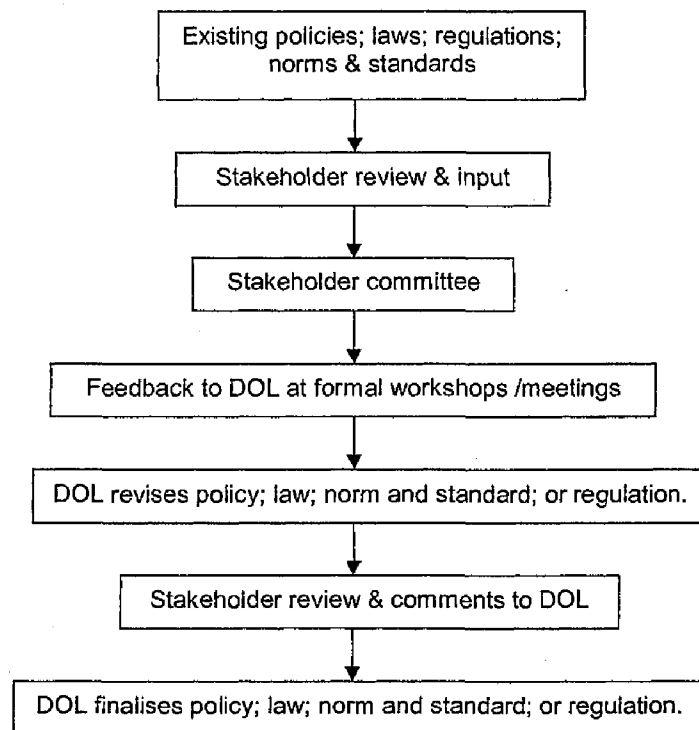 Existing policies; laws; regulations;
norms & standards
Stakeholder review & input
Stakeholder committee
Feedback to DOL at formal workshops /meetings
DOL revises policy; law; norm and standard; or regulation.
Stakeholder review & comments to DOL
DOL finalises policy; law; norm and standard; or regulation.